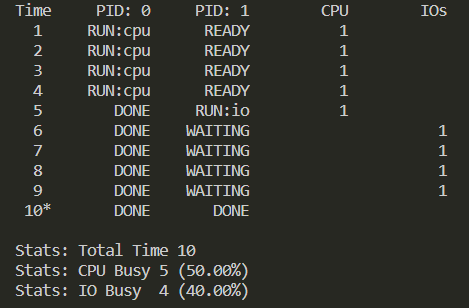 Time PID: 0 PID: 1 CPU IOs
1 RUN:cpu READY 1
2 RUN:cpu READY 1
3 RUN:cpu READY 1
4 RUN:cpu READY 1
5 DONE RUN:io 1
6 DONE WAITING 1
7 DONE WAITING 1
8 DONE WAITING 1
9 DONE WAITING 1
10* DONE DONE
Stats: Total Time 10
Stats: CPU Busy 5 (50.00%)
Stats: IO Busy 4 (40.00%)